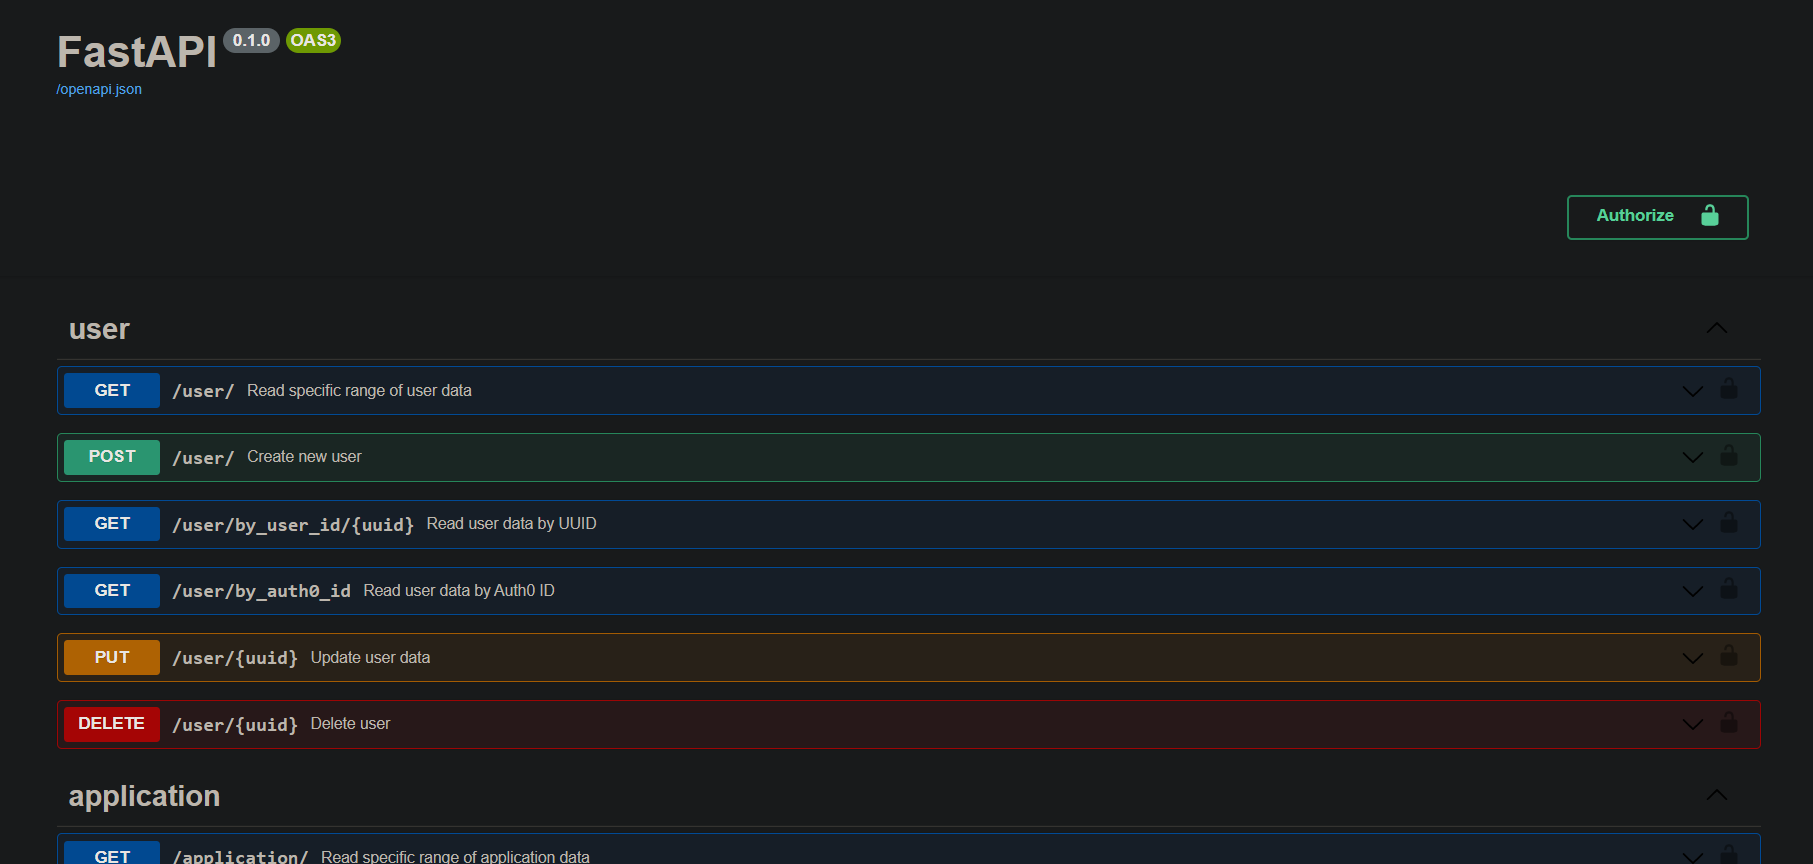 FastAPI 0.1.0 OAS3
/openapi.json
Authorize
user
GET /user/ Read specific range of user data
POST /user/ Create new user
GET /user/by_user_id/{uuid} Read user data by UUID
GET /user/by_auth0_id Read user data by Auth0 ID
PUT /user/{uuid} Update user data
DELETE /user/{uuid} Delete user
application
GET /application/ Read specific range of application data